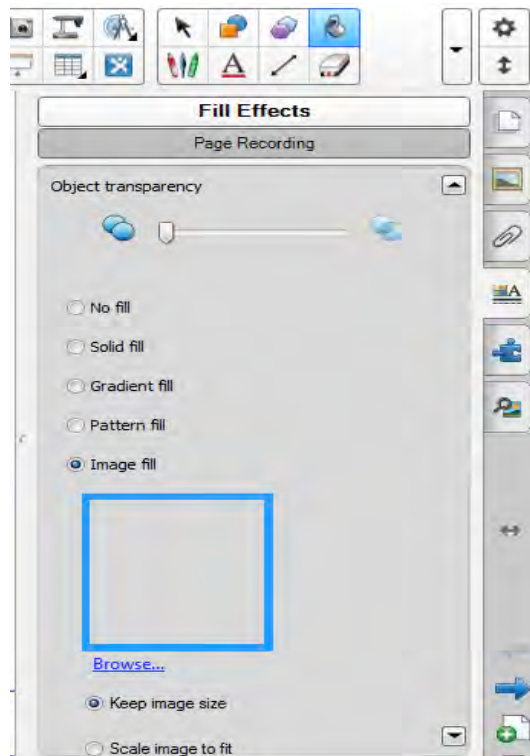 Fill Effects
Page Recording
Object transparency
No fill
Solid fill
Gradient fill
Pattern fill
Image fill
Browse...
Keep image size
Scale image to fit